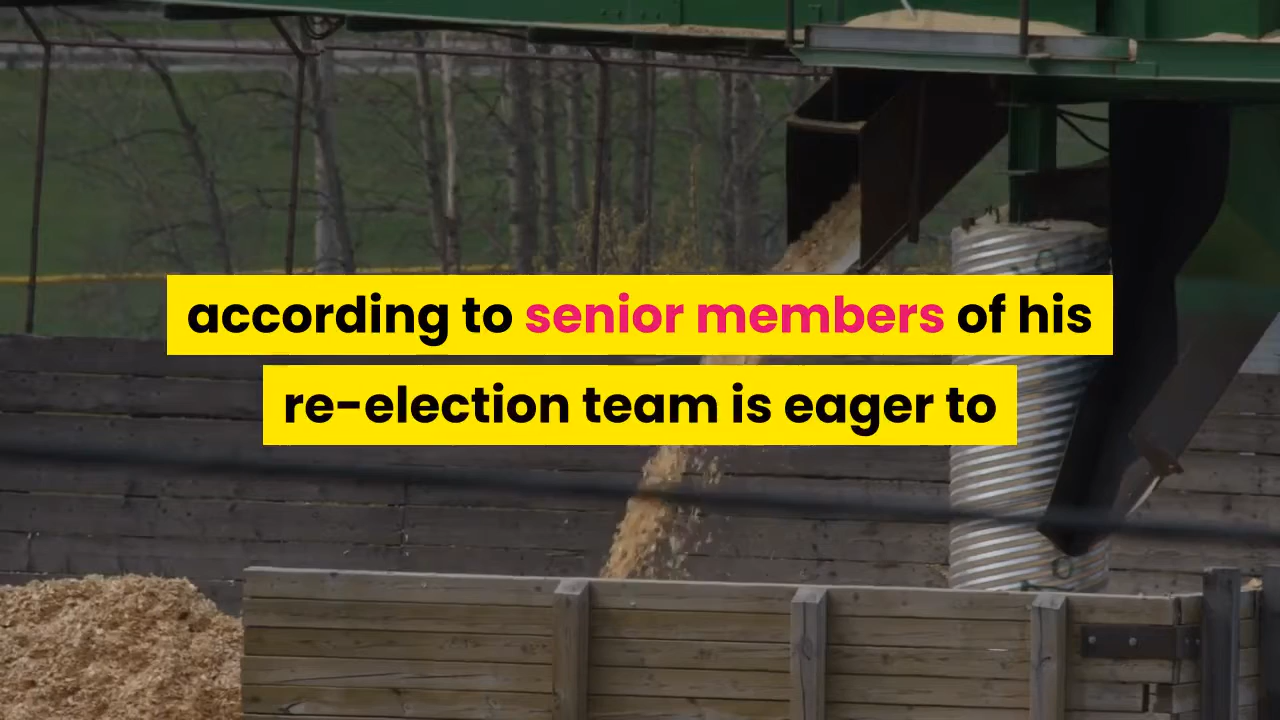 according to senior members of his
re-election team is eager to